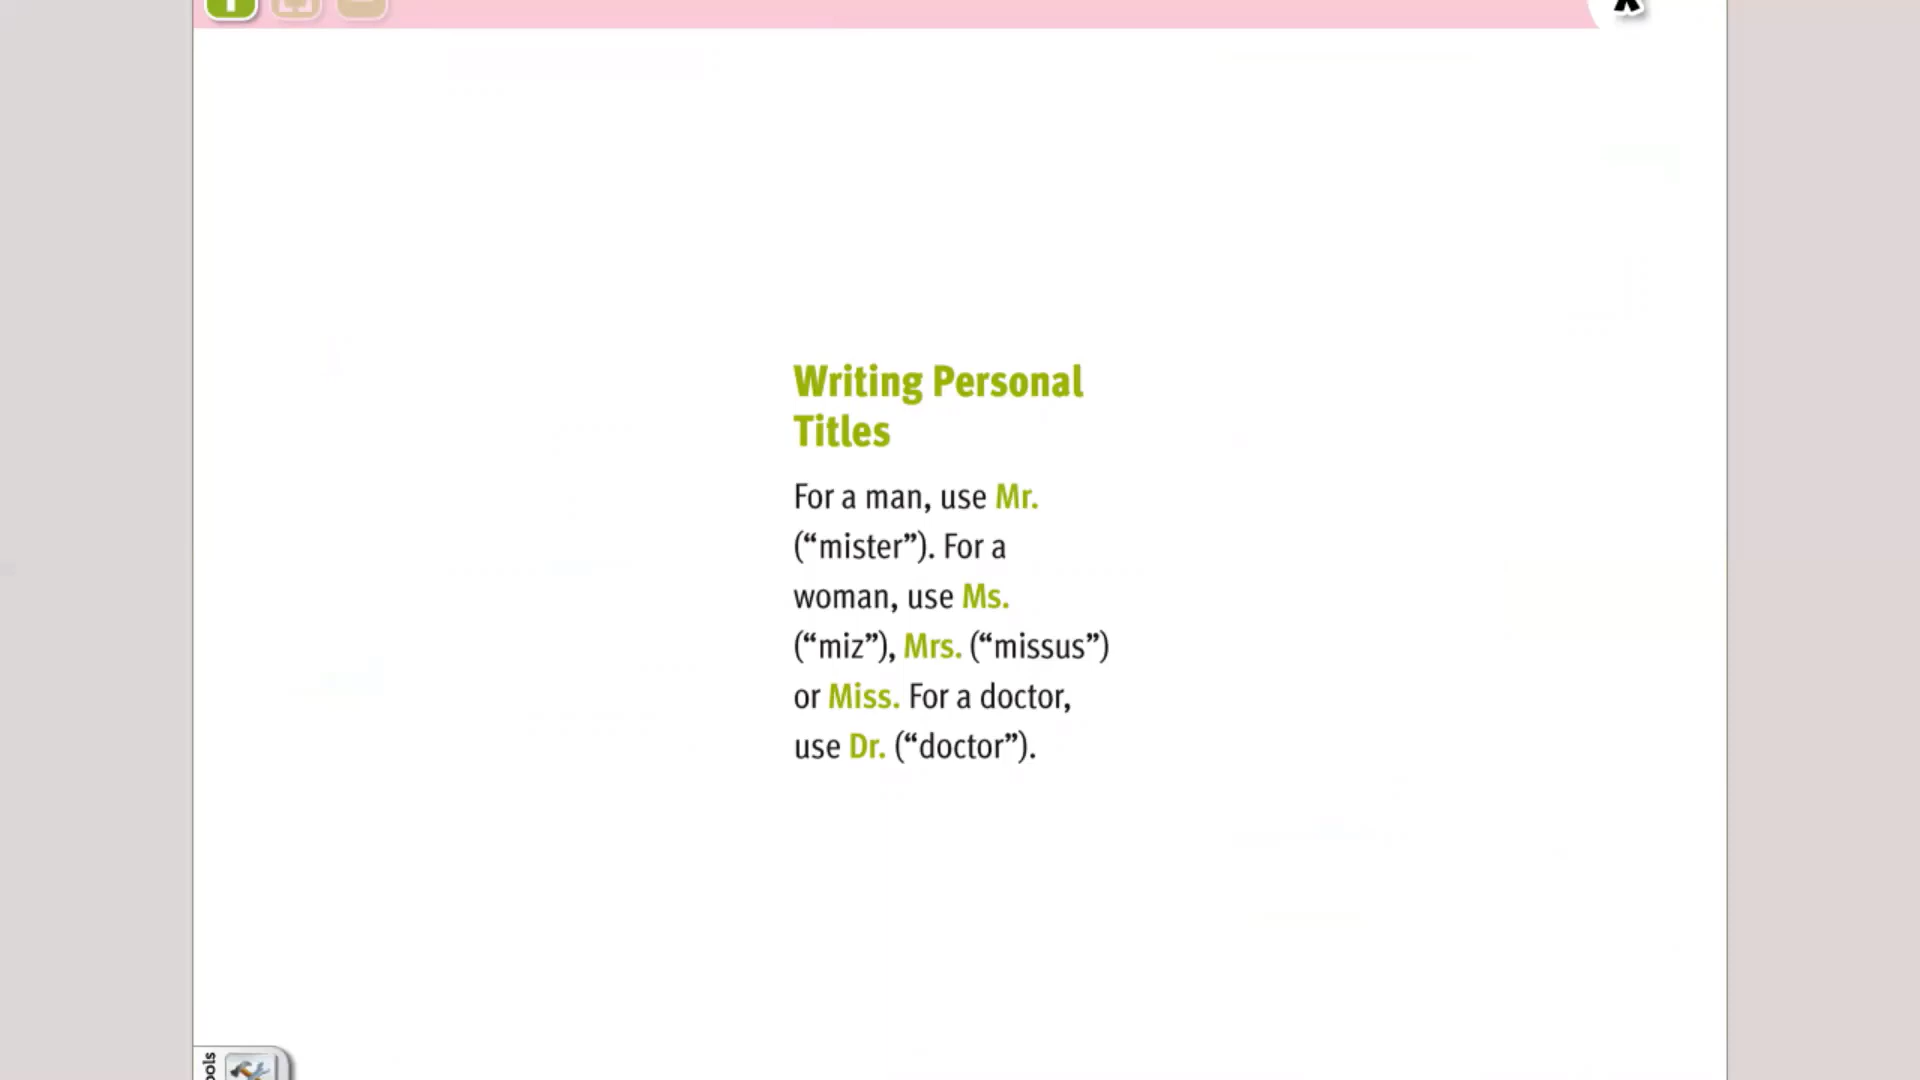 Writing Personal
Titles
For a man, use Mr.
(“mister”). For a
woman, use Ms.
(“miz”), Mrs. (“missus”)
or Miss. For a doctor,
use Dr. (“doctor”).